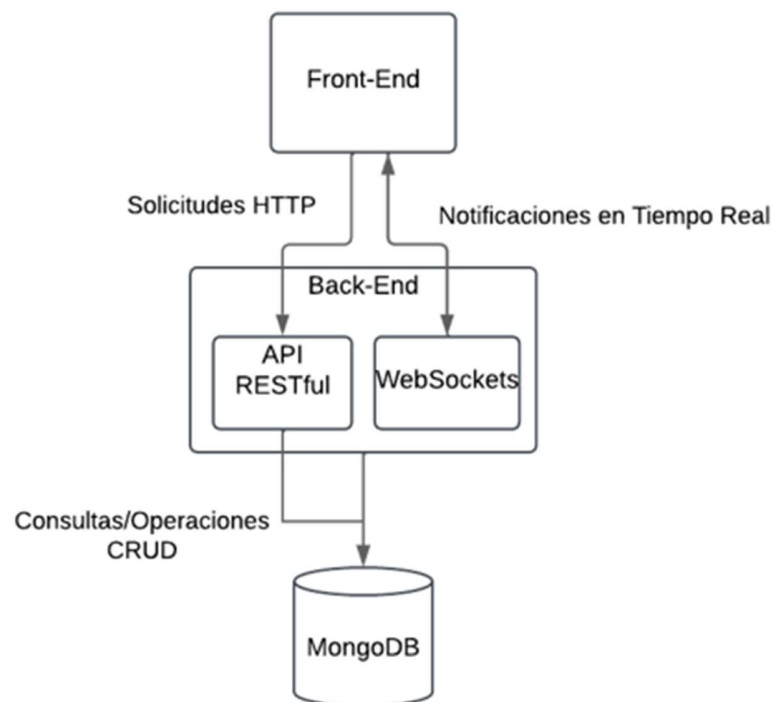 Front-End
Solicitudes HTTP
Notificaciones en Tiempo Real
Back-End
API
RESTful
WebSockets
Consultas/Operaciones
CRUD
MongoDB